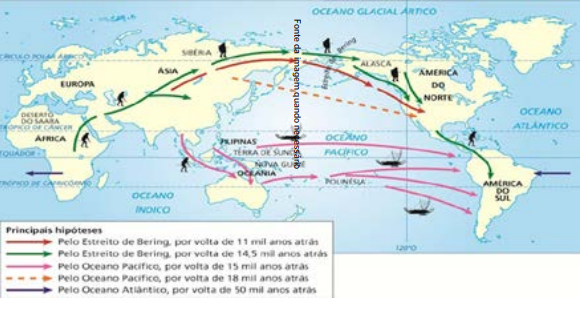 OCEANO GLACIAL ÁRTICO
Fonte da imagem quando necessário
CÍRCULO POLAR ÁRTICO
SIBÉRIA
Estreito de Bering
ALASCA
ÁSIA
EUROPA
AMÉRICA
DO
NORTE
DESERTO
DO SAARA
TRÓPICO DE CÂNCER
ÁFRICA
OCEANO
ATLÂNTICO
FILIPINAS
OCEANO
PACÍFICO
TERRA DE SUNDA
EQUADOR
NOVA GUINÉ
OCEANIA
POLINÉSIA
TRÓPICO DE CAPRICÓRNIO
OCEANO
ÍNDICO
AMÉRICA
DO
SUL
120°O
Principais hipóteses
Pelo Estreito de Bering, por volta de 11 mil anos atrás
Pelo Estreito de Bering, por volta de 14,5 mil anos atrás
Pelo Oceano Pacífico, por volta de 15 mil anos atrás
Pelo Oceano Pacífico, por volta de 18 mil anos atrás
Pelo Oceano Atlântico, por volta de 50 mil anos atrás